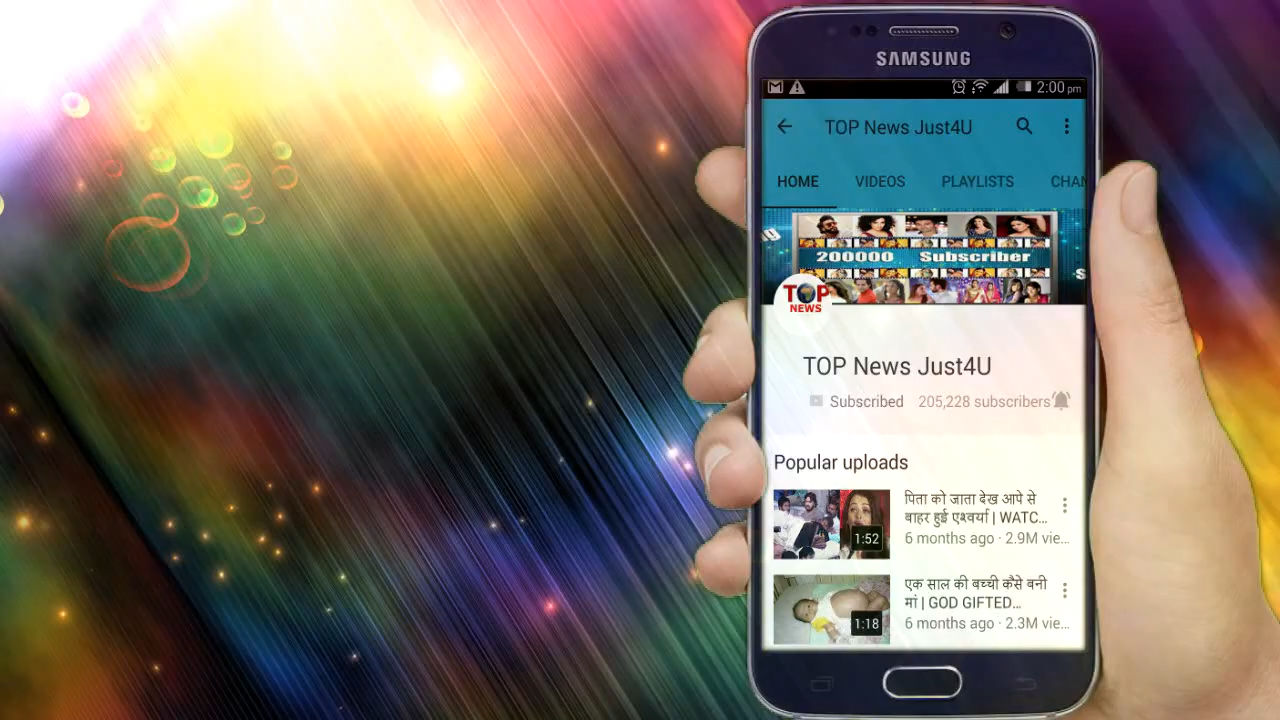 SAMSUNG
2:00 pm
TOP News Just4U
HOME VIDEOS PLAYLISTS CHAN
200000 Subscriber
TOP
NEWS
TOP News Just4U
Subscribed 205,228 subscribers
Popular uploads
पिता को जाता देख आपे से
बाहर हुई एश्वर्या | WATC...
1:52
6 months ago · 2.9M vie...
एक साल की बच्ची कैसे बनी
मां | GOD GIFTED...
1:18
6 months ago · 2.3M vie...